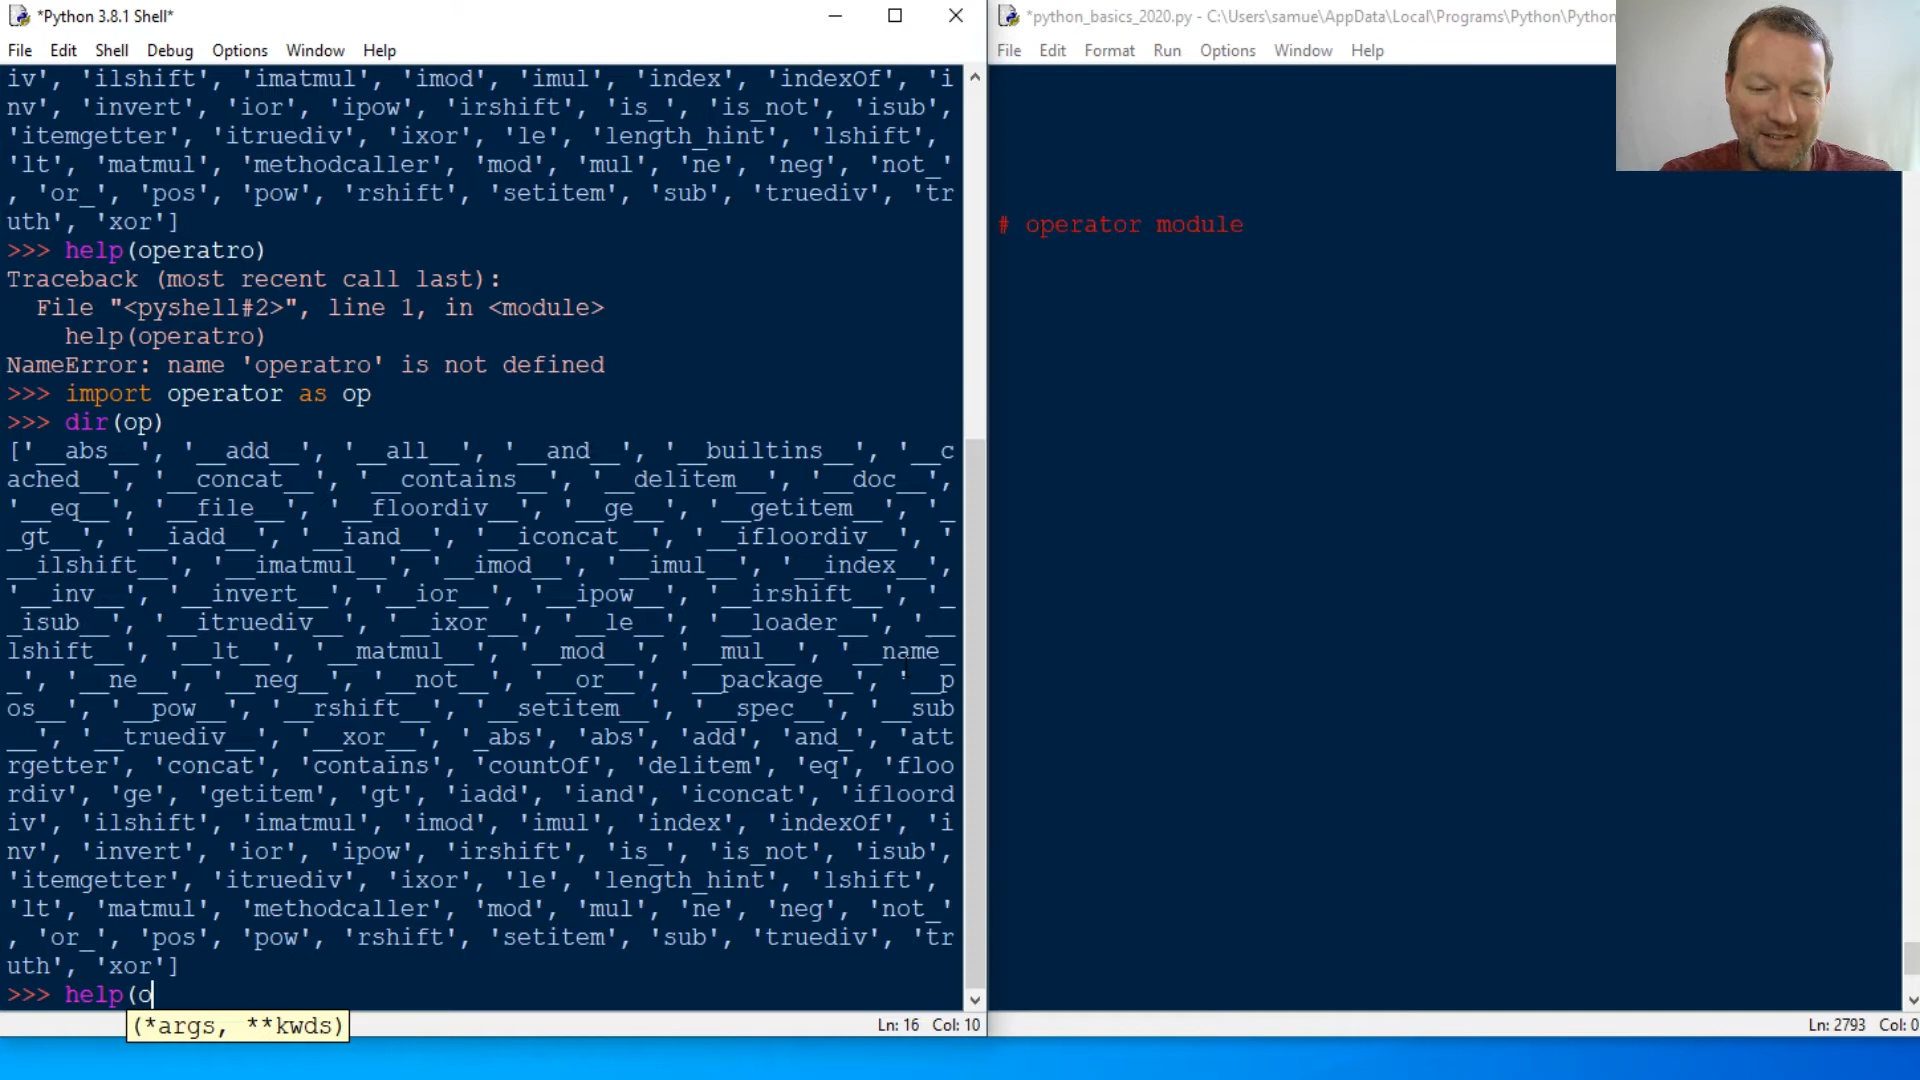 *Python 3.8.1 Shell*
File Edit Shell Debug Options Window Help
iv', 'ilshift', 'imatmul', 'imod', 'imul', 'index', 'indexOf', 'i
nv', 'invert', 'ior', 'ipow', 'irshift', 'is_', 'is_not', 'isub',
'itemgetter', 'itruediv', 'ixor', 'le', 'length_hint', 'lshift',
'lt', 'matmul', 'methodcaller', 'mod', 'mul', 'ne', 'neg', 'not_'
, 'or_', 'pos', 'pow', 'rshift', 'setitem', 'sub', 'truediv', 'tr
uth', 'xor']
>>> help(operatro)
Traceback (most recent call last):
  File "<pyshell#2>", line 1, in <module>
    help(operatro)
NameError: name 'operatro' is not defined
>>> import operator as op
>>> dir(op)
['__abs__', '__add__', '__all__', '__and__', '__builtins__', '__c
ached__', '__concat__', '__contains__', '__delitem__', '__doc__',
'__eq__', '__file__', '__floordiv__', '__ge__', '__getitem__', '_
_gt__', '__iadd__', '__iand__', '__iconcat__', '__ifloordiv__', '
__ilshift__', '__imatmul__', '__imod__', '__imul__', '__index__',
'__inv__', '__invert__', '__ior__', '__ipow__', '__irshift__', '_
_isub__', '__itruediv__', '__ixor__', '__le__', '__loader__', '__
lshift__', '__lt__', '__matmul__', '__mod__', '__mul__', '__name_
_', '__ne__', '__neg__', '__not__', '__or__', '__package__', '__p
os__', '__pow__', '__rshift__', '__setitem__', '__spec__', '__sub
__', '__truediv__', '__xor__', '_abs', 'abs', 'add', 'and_', 'att
rgetter', 'concat', 'contains', 'countOf', 'delitem', 'eq', 'floo
rdiv', 'ge', 'getitem', 'gt', 'iadd', 'iand', 'iconcat', 'ifloord
iv', 'ilshift', 'imatmul', 'imod', 'imul', 'index', 'indexOf', 'i
nv', 'invert', 'ior', 'ipow', 'irshift', 'is_', 'is_not', 'isub',
'itemgetter', 'itruediv', 'ixor', 'le', 'length_hint', 'lshift',
'lt', 'matmul', 'methodcaller', 'mod', 'mul', 'ne', 'neg', 'not_'
, 'or_', 'pos', 'pow', 'rshift', 'setitem', 'sub', 'truediv', 'tr
uth', 'xor']
>>> help(o
(*args, **kwds)
Ln: 16 Col: 10
*python_basics_2020.py - C:\Users\samue\AppData\Local\Programs\Python\Python
File Edit Format Run Options Window Help
# operator module
Ln: 2793 Col: 0